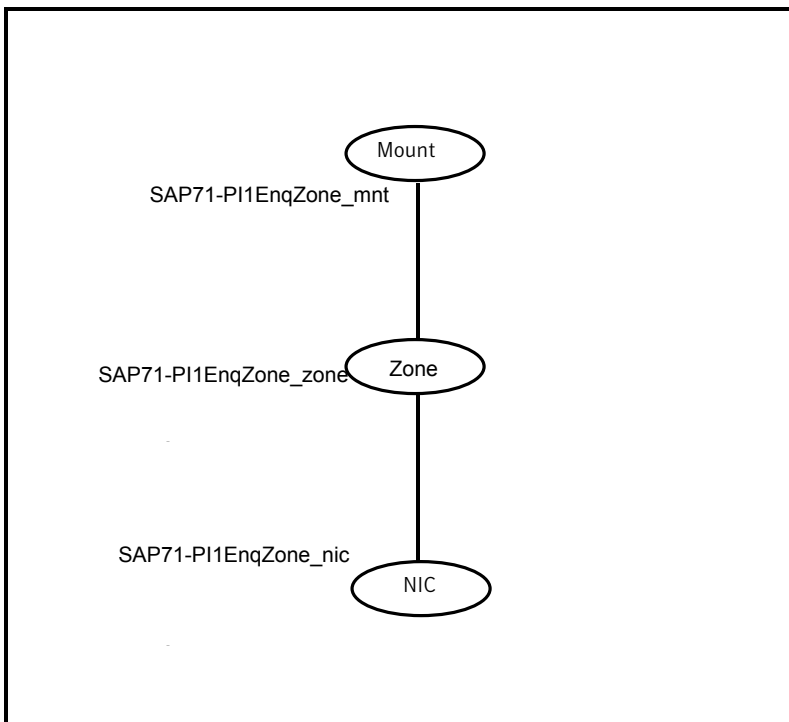 Mount
SAP71-PI1EnqZone_mnt
SAP71-PI1EnqZone_zone
Zone
SAP71-PI1EnqZone_nic
NIC